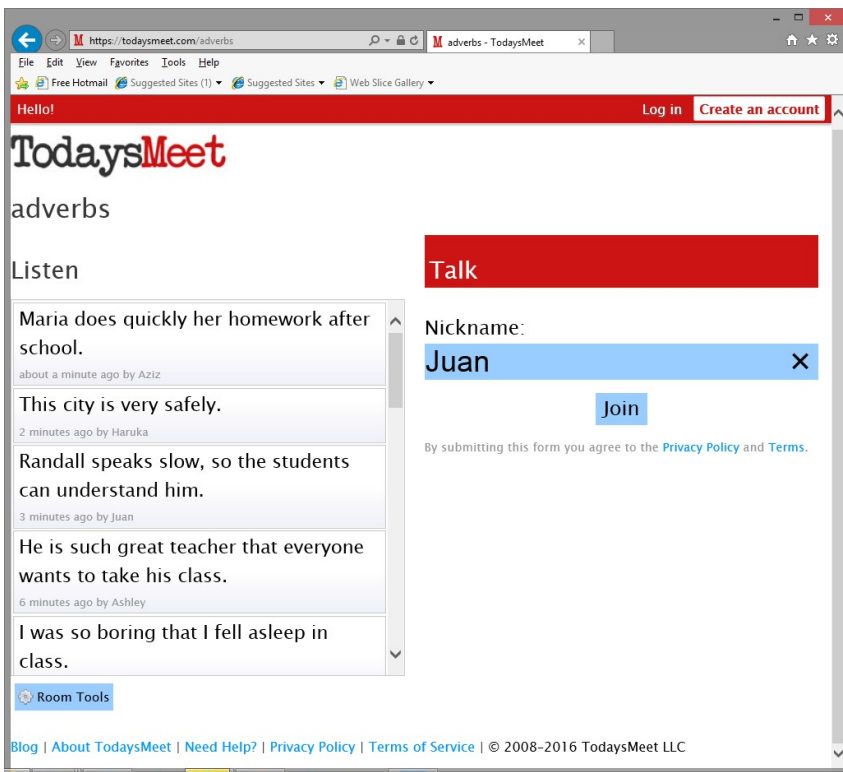 https://todaysmeet.com/adverbs
adverbs - TodaysMeet
File Edit View Favorites Tools Help
Free Hotmail Suggested Sites (1) Suggested Sites Web Slice Gallery
Hello! Log in Create an account
TodaysMeet
adverbs
Listen
Maria does quickly her homework after
school.
about a minute ago by Aziz
This city is very safely.
2 minutes ago by Haruka
Randall speaks slow, so the students
can understand him.
3 minutes ago by Juan
He is such great teacher that everyone
wants to take his class.
6 minutes ago by Ashley
I was so boring that I fell asleep in
class.
Room Tools
Talk
Nickname:
Juan
Join
By submitting this form you agree to the Privacy Policy and Terms.
Blog | About TodaysMeet | Need Help? | Privacy Policy | Terms of Service | © 2008-2016 TodaysMeet LLC